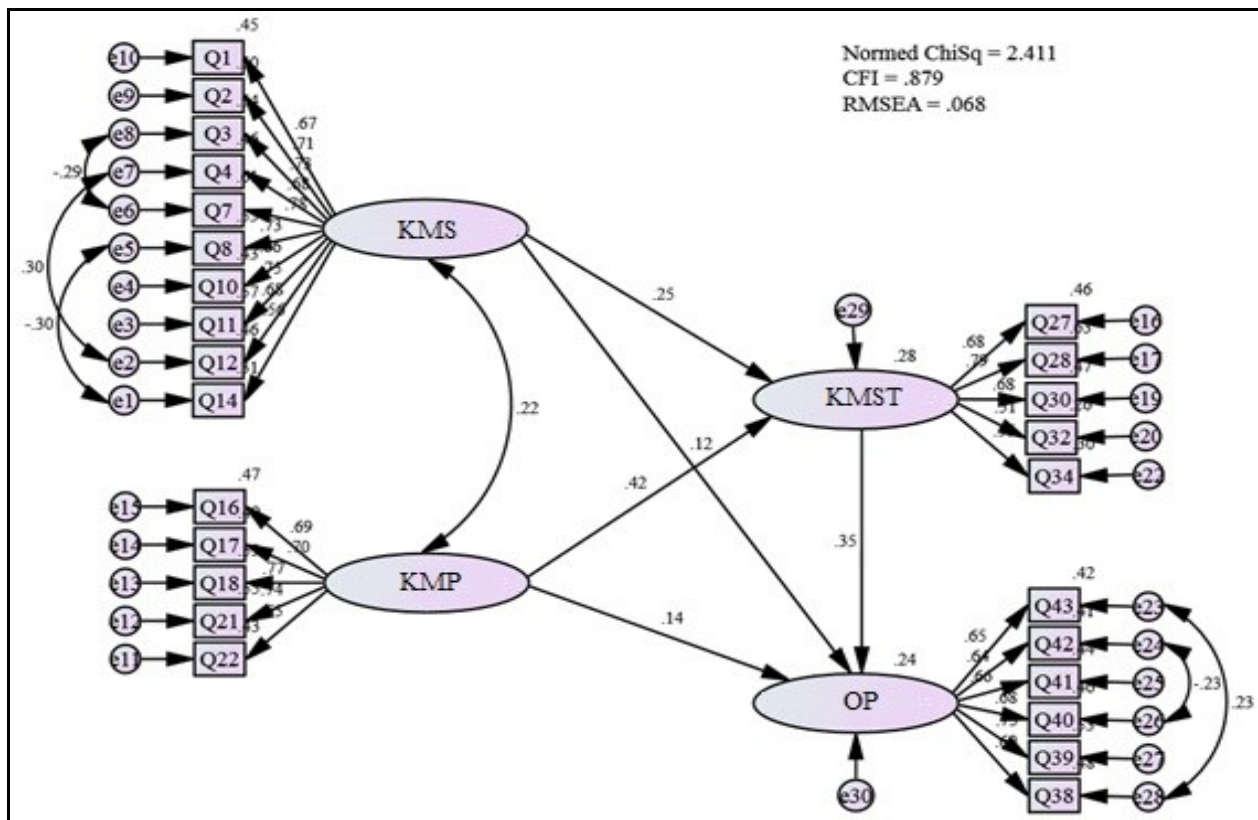 Normed ChiSq = 2.411
CFI = .879
RMSEA = .068
.45
e10 Q1
e9 Q2
e8 Q3
e7 Q4
e6 Q7
e5 Q8
e4 Q10
e3 Q11
e2 Q12
e1 Q14
-.29
.30
-.30
.67
.71
.73
.68
.78
.73
.75
.68
.56
KMS
.25
.22
.12
.42
.14
.35
.47
e15 Q16
e14 Q17
e13 Q18
e12 Q21
e11 Q22
.69
.70
.77
.74
KMP
e29
.28
KMST
.68
.79
.68
.51
.46
Q27 e16
Q28 e17
Q30 e19
Q32 e20
Q34 e22
.24
OP
e30
.65
.64
.66
.68
.42
Q43 e23
Q42 e24
Q41 e25
Q40 e26
Q39 e27
Q38 e28
-.23
.23